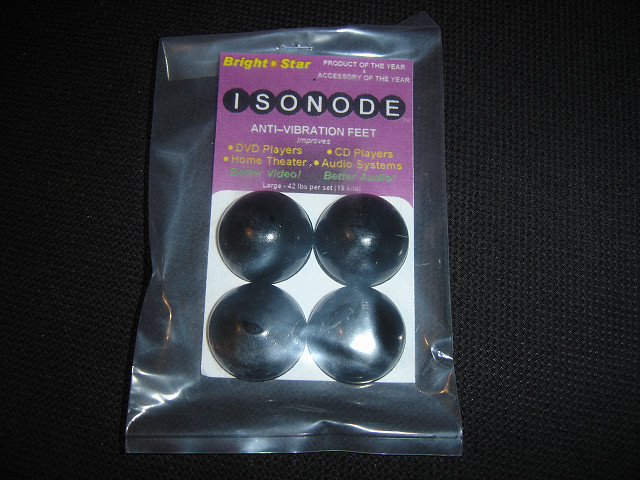 Bright ★ Star
PRODUCT OF THE YEAR
&
ACCESSORY OF THE YEAR
ISONODE
ANTI–VIBRATION FEET
Improves
• DVD Players • CD Players
• Home Theater • Audio Systems
Better Video! Better Audio!
Large - 42 lbs per set (19 kilo)